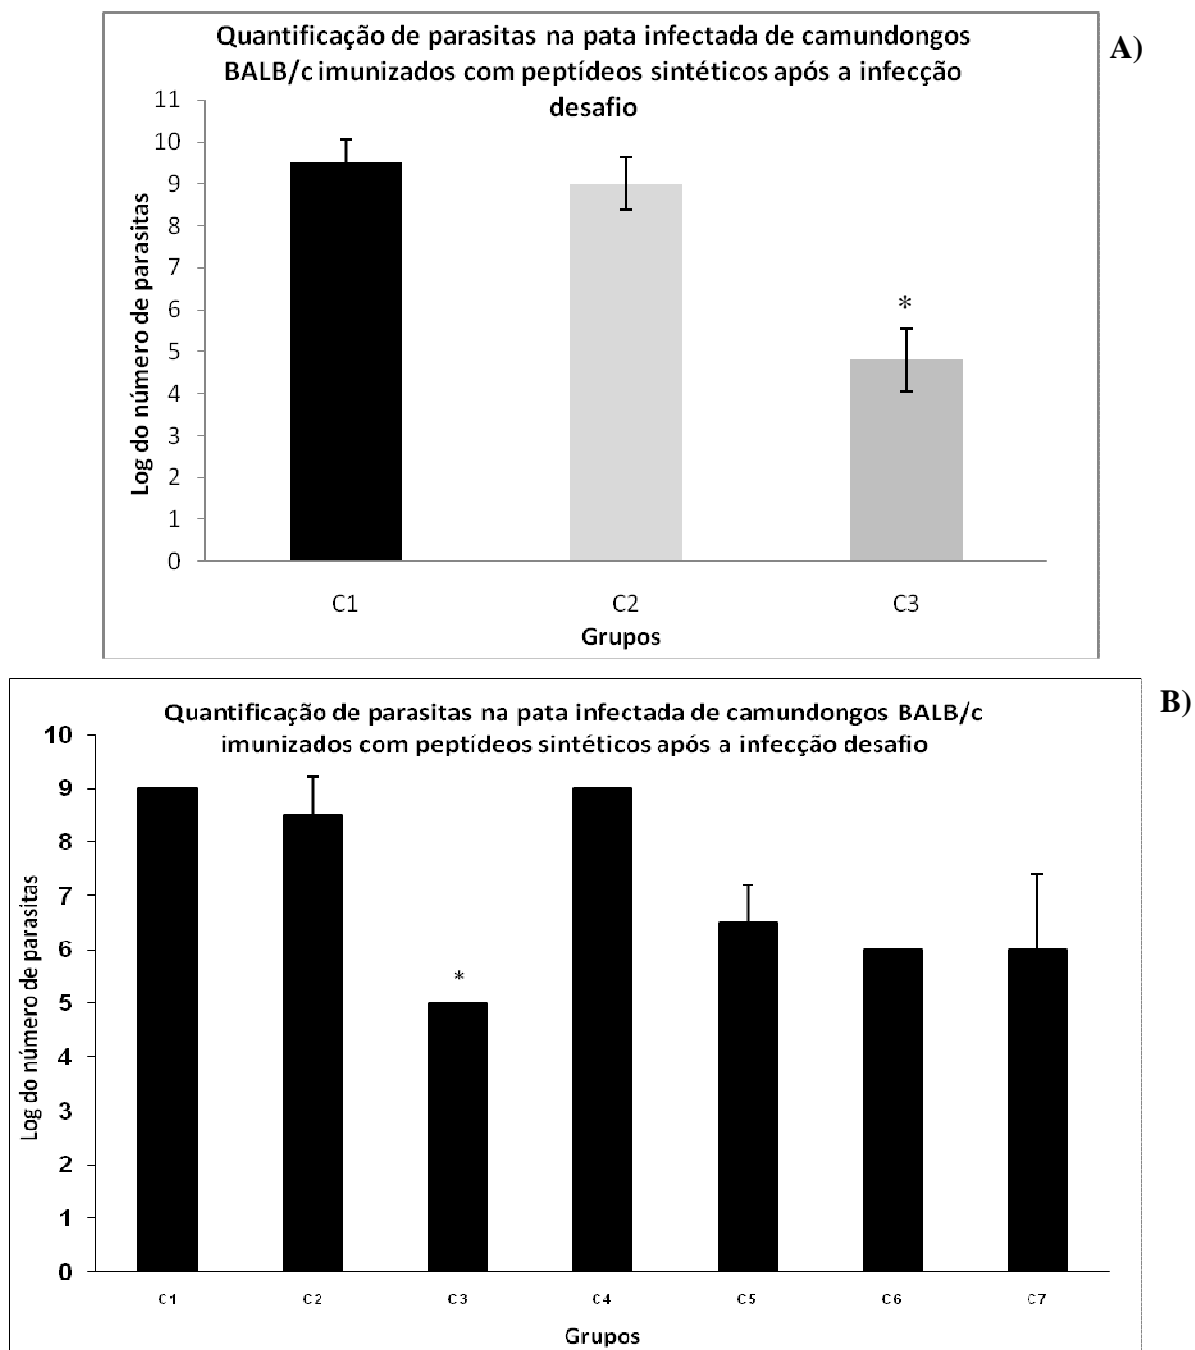 Quantificação de parasitas na pata infectada de camundongos
BALB/c imunizados com peptídeos sintéticos após a infecção
desafio
A)
Log do número de parasitas
11
10
9
8
7
6
5
4
3
2
1
0
*
C1 C2 C3
Grupos
Quantificação de parasitas na pata infectada de camundongos BALB/c
imunizados com peptídeos sintéticos após a infecção desafio
B)
Log do número de parasitas
10
9
8
7
6
5
4
3
2
1
0
*
C1 C2 C3 C4 C5 C6 C7
Grupos